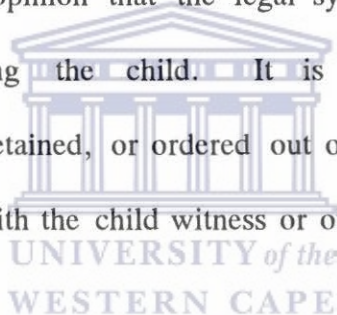 opinion that the legal sy
ng the child. It is
etained, or ordered out o
ith the child witness or o
UNIVERSITY of the
WESTERN CAPE